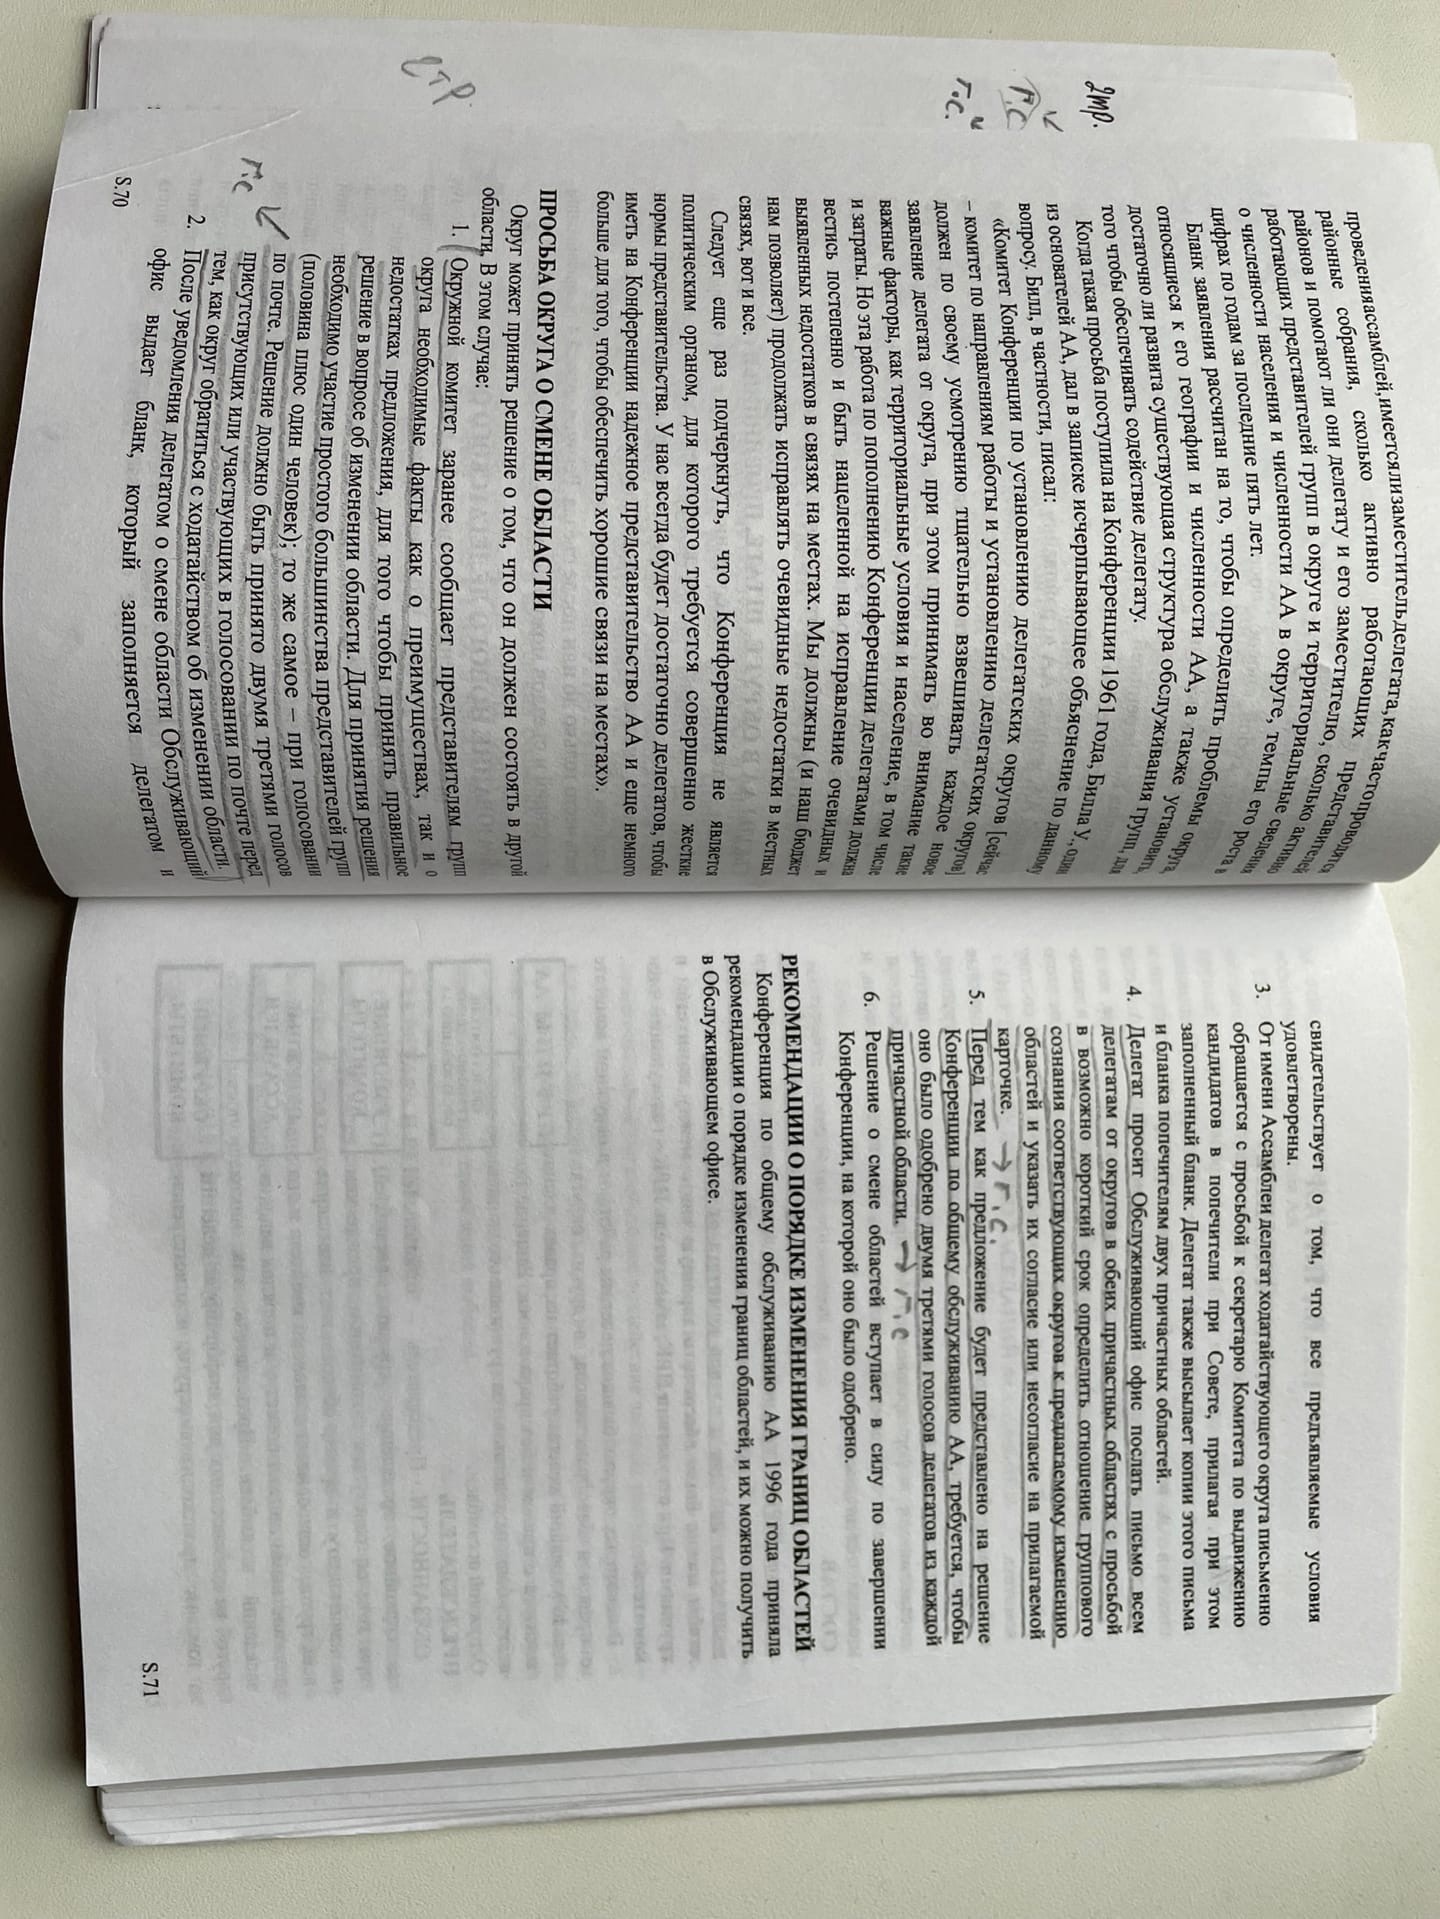 2тр.
г.с.
г.с.
стр
проведения ассамблей, имеется ли заместитель делегата, как часто проводится
районные собрания, сколько активно работающих представителей
районов и помогают ли они делегату и его заместителю, сколько активно
работающих представителей групп в округе и территориальные сведения
о численности населения и численности АА в округе, темпы его роста в
цифрах по годам за последние пять лет.
Бланк заявления рассчитан на то, чтобы определить проблемы округа,
относящиеся к его географии и численности АА, а также установить,
достаточно ли развита существующая структура обслуживания групп, для
того чтобы обеспечивать содействие делегату.
Когда такая просьба поступила на Конференции 1961 года, Билла У., один
из основателей АА, дал в записке исчерпывающее объяснение по данному
вопросу. Билл, в частности, писал:
«Комитет Конференции по установлению делегатских округов [сейчас
– комитет по направлениям работы и установлению делегатских округов]
должен по своему усмотрению тщательно взвешивать каждое новое
заявление делегата от округа, при этом принимать во внимание такие
важные факторы, как территориальные условия и население, в том числе
и затраты. Но эта работа по пополнению Конференции делегатами должна
вестись постепенно и быть нацеленной на исправление очевидных и
выявленных недостатков в связях на местах. Мы должны (и наш бюджет
нам позволяет) продолжать исправлять очевидные недостатки в местных
связях, вот и все.
Следует еще раз подчеркнуть, что Конференция не является
политическим органом, для которого требуется совершенно жесткие
нормы представительства. У нас всегда будет достаточно делегатов, чтобы
иметь на Конференции надежное представительство АА и еще немного
больше для того, чтобы обеспечить хорошие связи на местах».
ПРОСЬБА ОКРУГА О СМЕНЕ ОБЛАСТИ
Округ может принять решение о том, что он должен состоять в другой
области, В этом случае:
1. Окружной комитет заранее сообщает представителям групп
округа необходимые факты как о преимуществах, так и о
недостатках предложения, для того чтобы принять правильное
решение в вопросе об изменении области. Для принятия решения
необходимо участие простого большинства представителей групп
(половина плюс один человек); то же самое – при голосовании
г.с
по почте. Решение должно быть принято двумя третями голосов
присутствующих или участвующих в голосовании по почте перед
тем, как округ обратиться с ходатайством об изменении области.
2. После уведомления делегатом о смене области Обслуживающий
офис выдает бланк, который заполняется делегатом и
S.70
свидетельствует о том, что все предъявляемые условия
удовлетворены.
3. От имени Ассамблеи делегат ходатайствующего округа письменно
обращается с просьбой к секретарю Комитета по выдвижению
кандидатов в попечители при Совете, прилагая при этом
заполненный бланк. Делегат также высылает копии этого письма
и бланка попечителям двух причастных областей.
4. Делегат просит Обслуживающий офис послать письмо всем
делегатам от округов в обеих причастных областях с просьбой
в возможно короткий срок определить отношение группового
сознания соответствующих округов к предлагаемому изменению
областей и указать их согласие или несогласие на прилагаемой
карточке. → г.с.
5. Перед тем как предложение будет представлено на решение
Конференции по общему обслуживанию АА, требуется, чтобы
оно было одобрено двумя третями голосов делегатов из каждой
причастной области. → г.с
6. Решение о смене областей вступает в силу по завершении
Конференции, на которой оно было одобрено.
РЕКОМЕНДАЦИИ О ПОРЯДКЕ ИЗМЕНЕНИЯ ГРАНИЦ ОБЛАСТЕЙ
Конференция по общему обслуживанию АА 1996 года приняла
рекомендации о порядке изменения границ областей, и их можно получить
в Обслуживающем офисе.
S.71